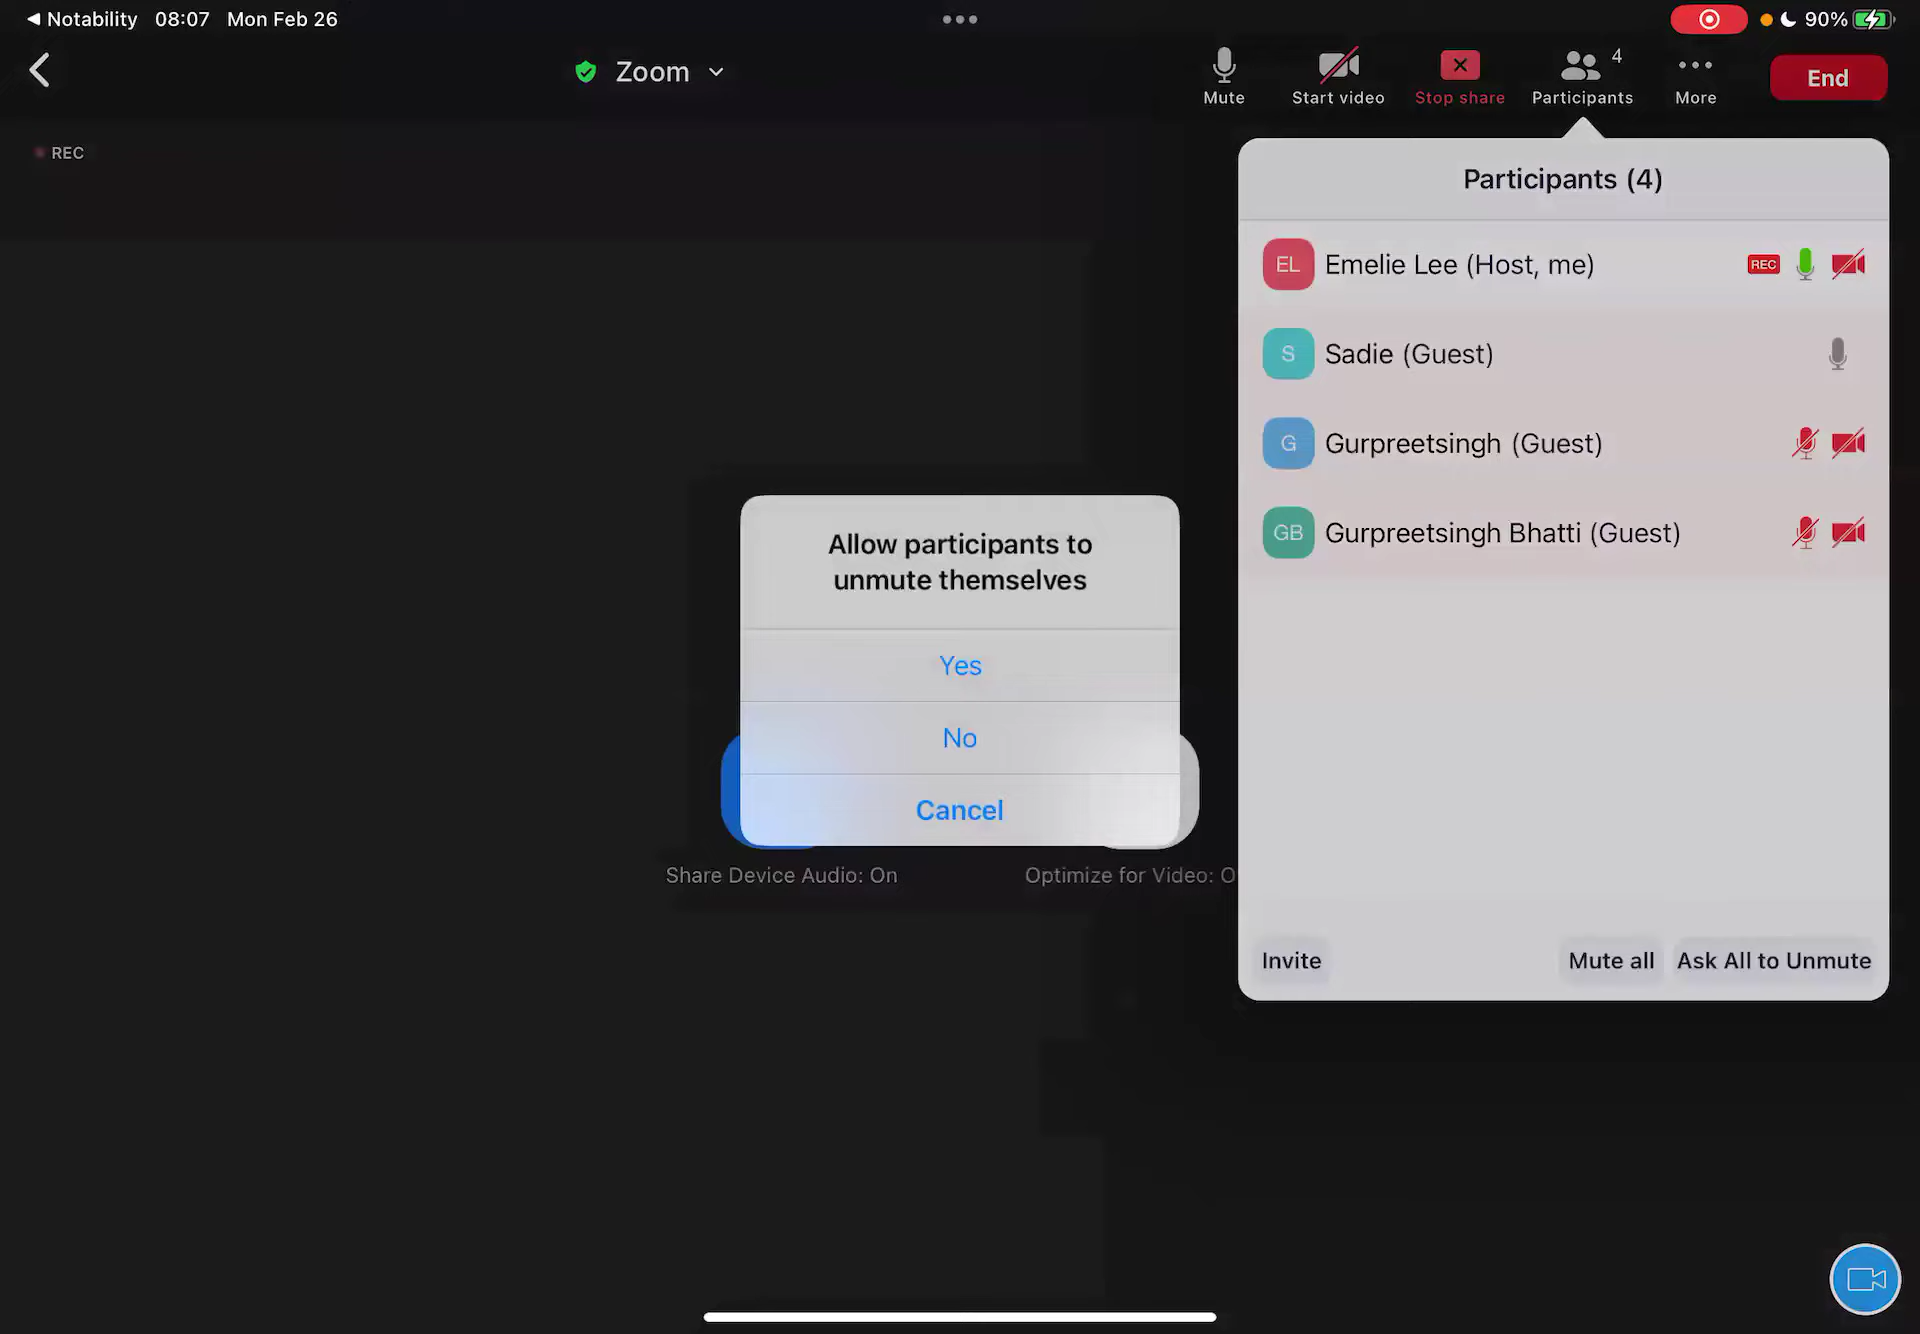 Notability 08:07 Mon Feb 26
90%
Zoom
Mute
Start video
Stop share
Participants
4
More
End
REC
Participants (4)
EL Emelie Lee (Host, me) REC
S Sadie (Guest)
G Gurpreetsingh (Guest)
GB Gurpreetsingh Bhatti (Guest)
Allow participants to
unmute themselves
Yes
No
Cancel
Share Device Audio: On
Optimize for Video:
Invite
Mute all
Ask All to Unmute